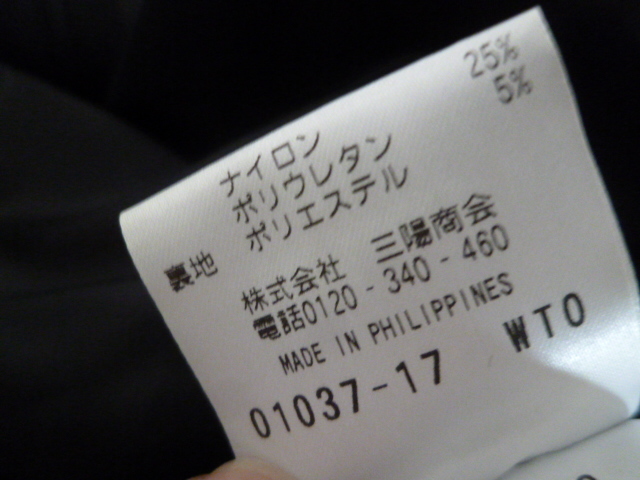 ナイロン 25%
ポリウレタン 5%
裏地 ポリエステル
株式会社 三陽商会
電話0120-340-460
MADE IN PHILIPPINES
01037-17 WTO